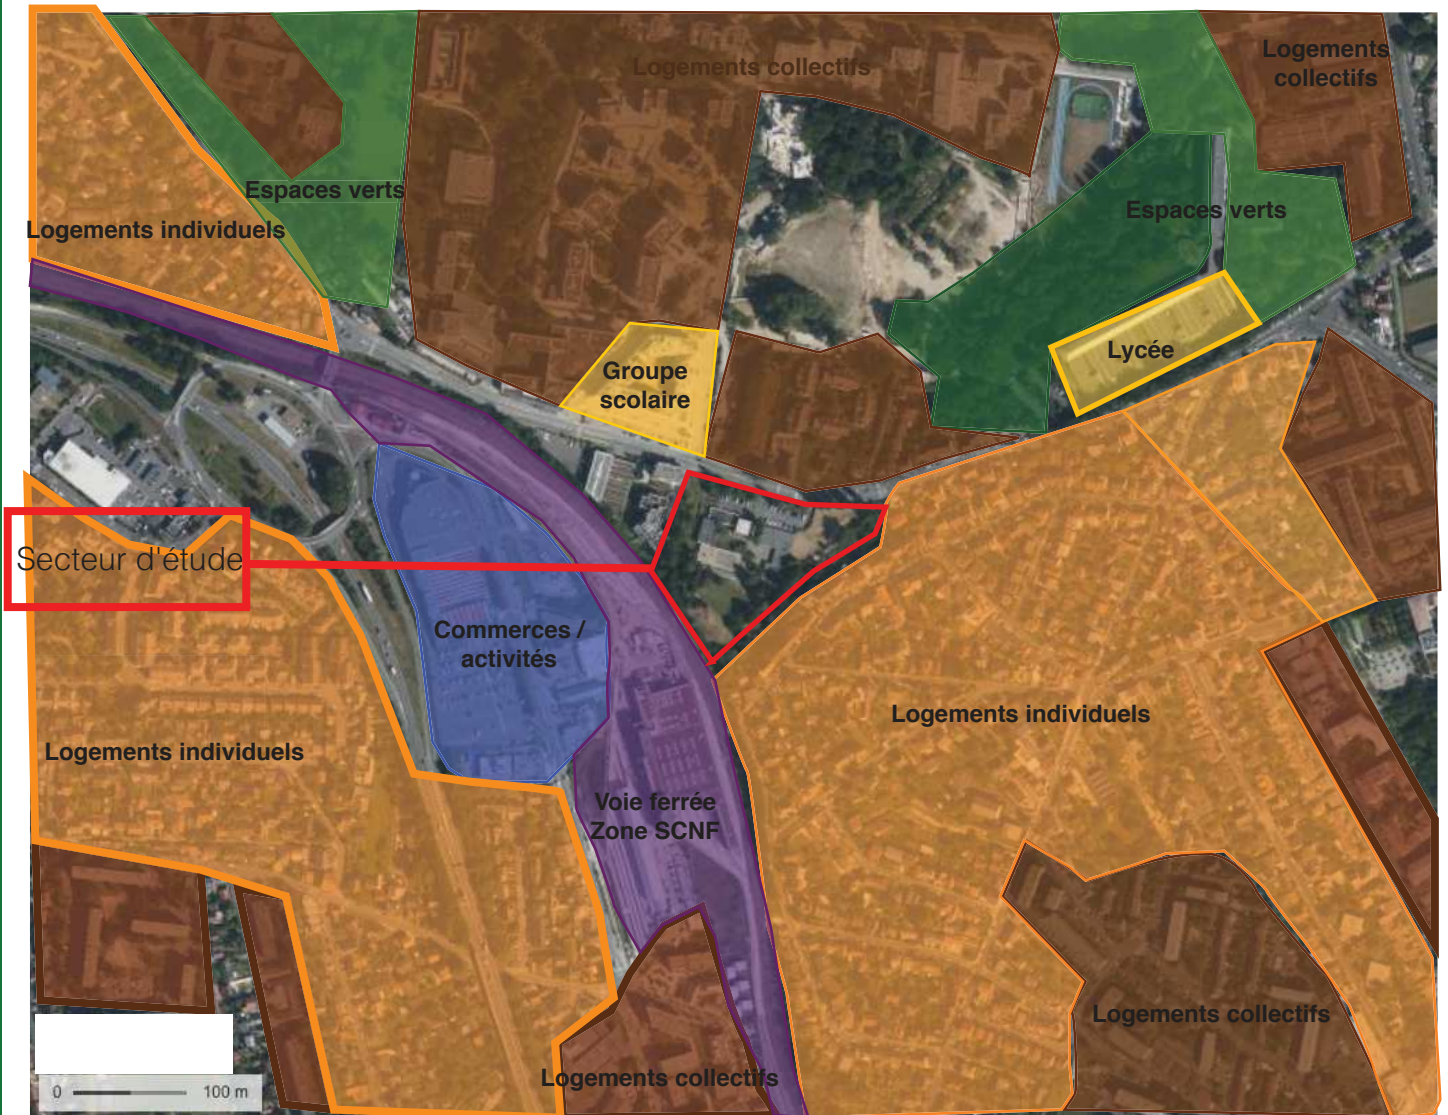 Logements collectifs
Logements
collectifs
Espaces verts
Espaces verts
Logements individuels
Lycée
Groupe
scolaire
Secteur d'étude
Commerces /
activités
Logements individuels
Logements individuels
Voie ferrée
Zone SCNF
Logements collectifs
Logements collectifs
0 100 m